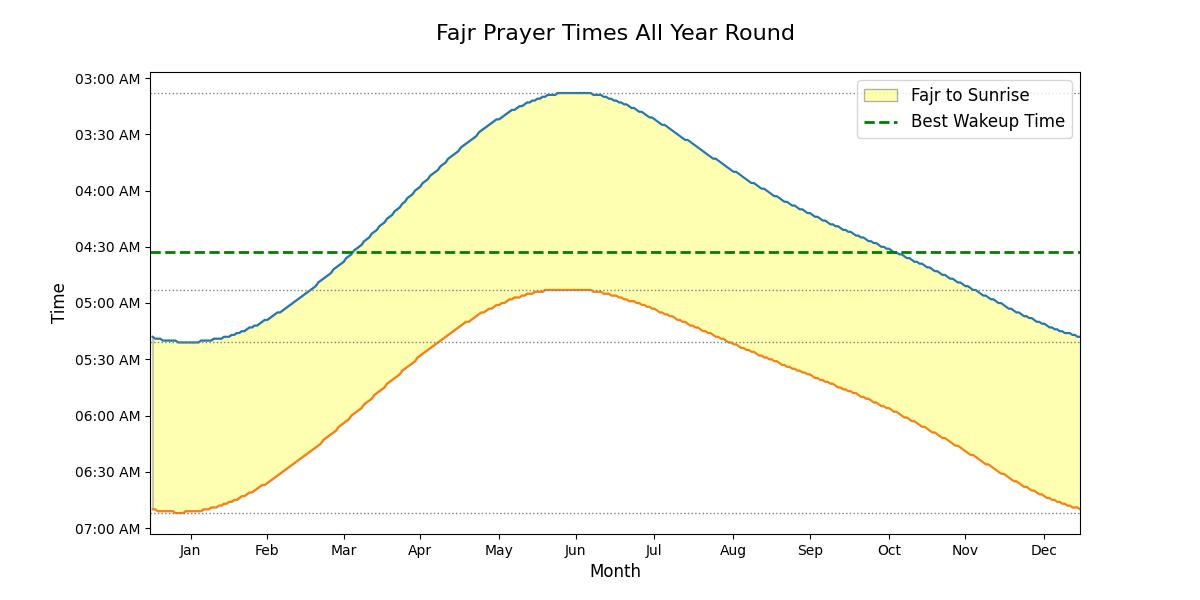 Fajr Prayer Times All Year Round
Fajr to Sunrise
Best Wakeup Time
Time
03:00 AM
03:30 AM
04:00 AM
04:30 AM
05:00 AM
05:30 AM
06:00 AM
06:30 AM
07:00 AM
Jan Feb Mar Apr May Jun Jul Aug Sep Oct Nov Dec
Month